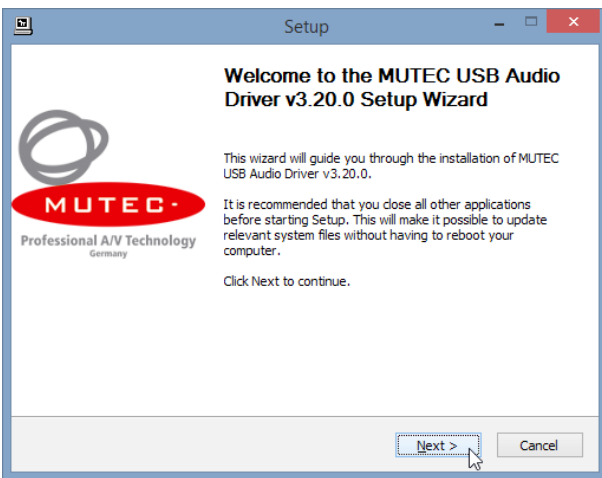 Setup
Welcome to the MUTEC USB Audio
Driver v3.20.0 Setup Wizard
This wizard will guide you through the installation of MUTEC
USB Audio Driver v3.20.0.
It is recommended that you close all other applications
before starting Setup. This will make it possible to update
relevant system files without having to reboot your
computer.
Click Next to continue.
MUTEC
Professional A/V Technology
Germany
Next >
Cancel